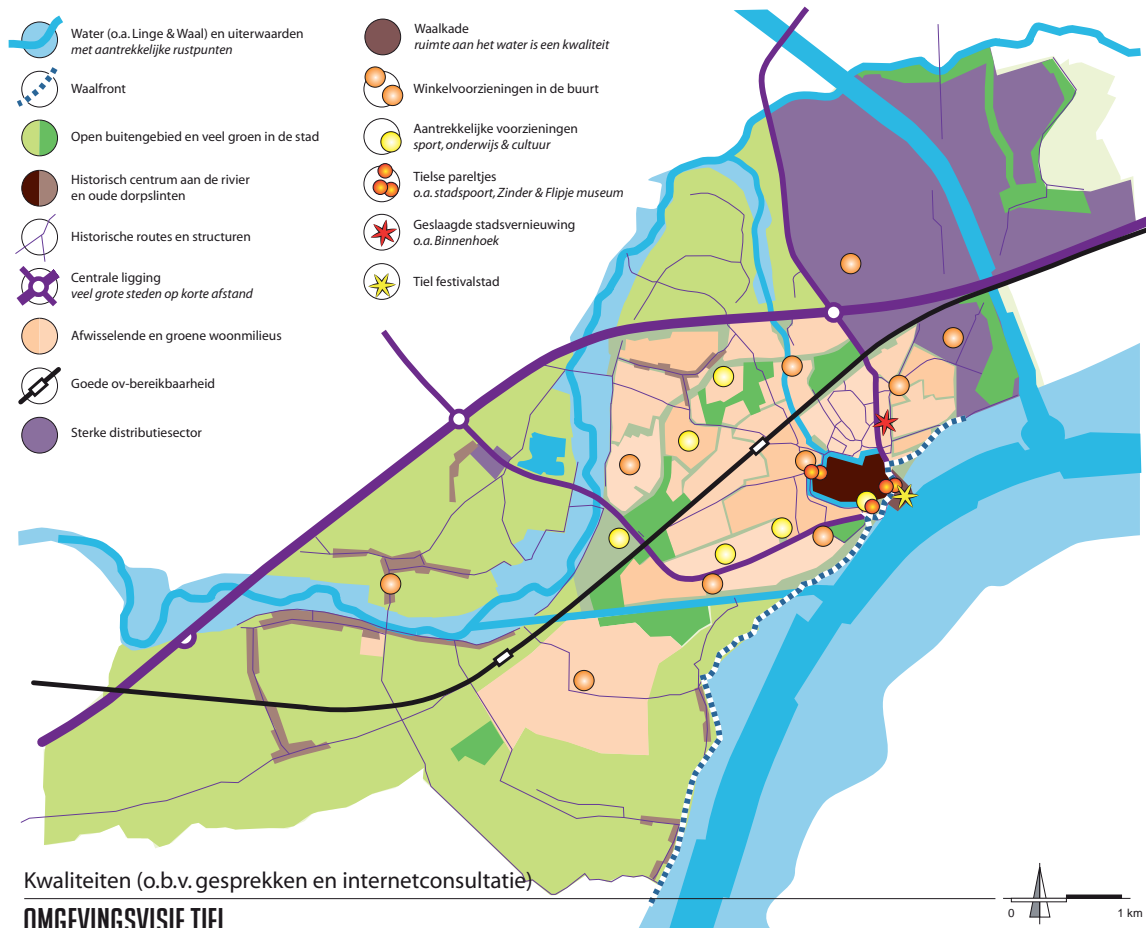 Water (o.a. Linge & Waal) en uiterwaarden
met aantrekkelijke rustpunten
Waalfront
Open buitengebied en veel groen in de stad
Historisch centrum aan de rivier
en oude dorpslinten
Historische routes en structuren
Centrale ligging
veel grote steden op korte afstand
Afwisselende en groene woonmilieus
Goede ov-bereikbaarheid
Sterke distributiesector
Waalkade
ruimte aan het water is een kwaliteit
Winkelvoorzieningen in de buurt
Aantrekkelijke voorzieningen
sport, onderwijs & cultuur
Tielse pareltjes
o.a. stadspoort, Zinder & Flipje museum
Geslaagde stadsvernieuwing
o.a. Binnenhoek
Tiel festivalstad
Kwaliteiten (o.b.v. gesprekken en internetconsultatie)
OMGEVINGSVISIE TIEL
0 1 km